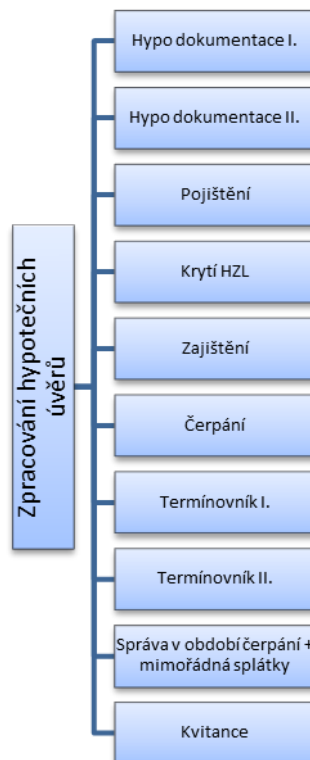 Zpracování hypotečních
úvěrů
Hypo dokumentace I.
Hypo dokumentace II.
Pojištění
Krytí HZL
Zajištění
Čerpání
Termínovník I.
Termínovník II.
Správa v období čerpání +
mimořádná splátky
Kvitance